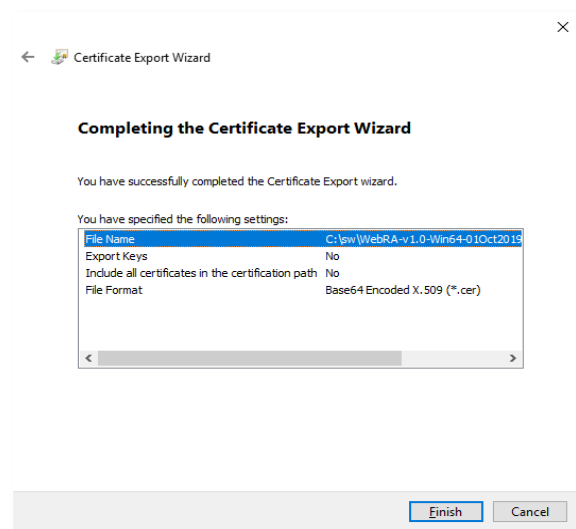 Certificate Export Wizard
Completing the Certificate Export Wizard
You have successfully completed the Certificate Export wizard.
You have specified the following settings:
File Name C:\sw\WebRA-v1.0-Win64-01Oct2019
Export Keys No
Include all certificates in the certification path No
File Format Base64 Encoded X.509 (*.cer)
Finish Cancel